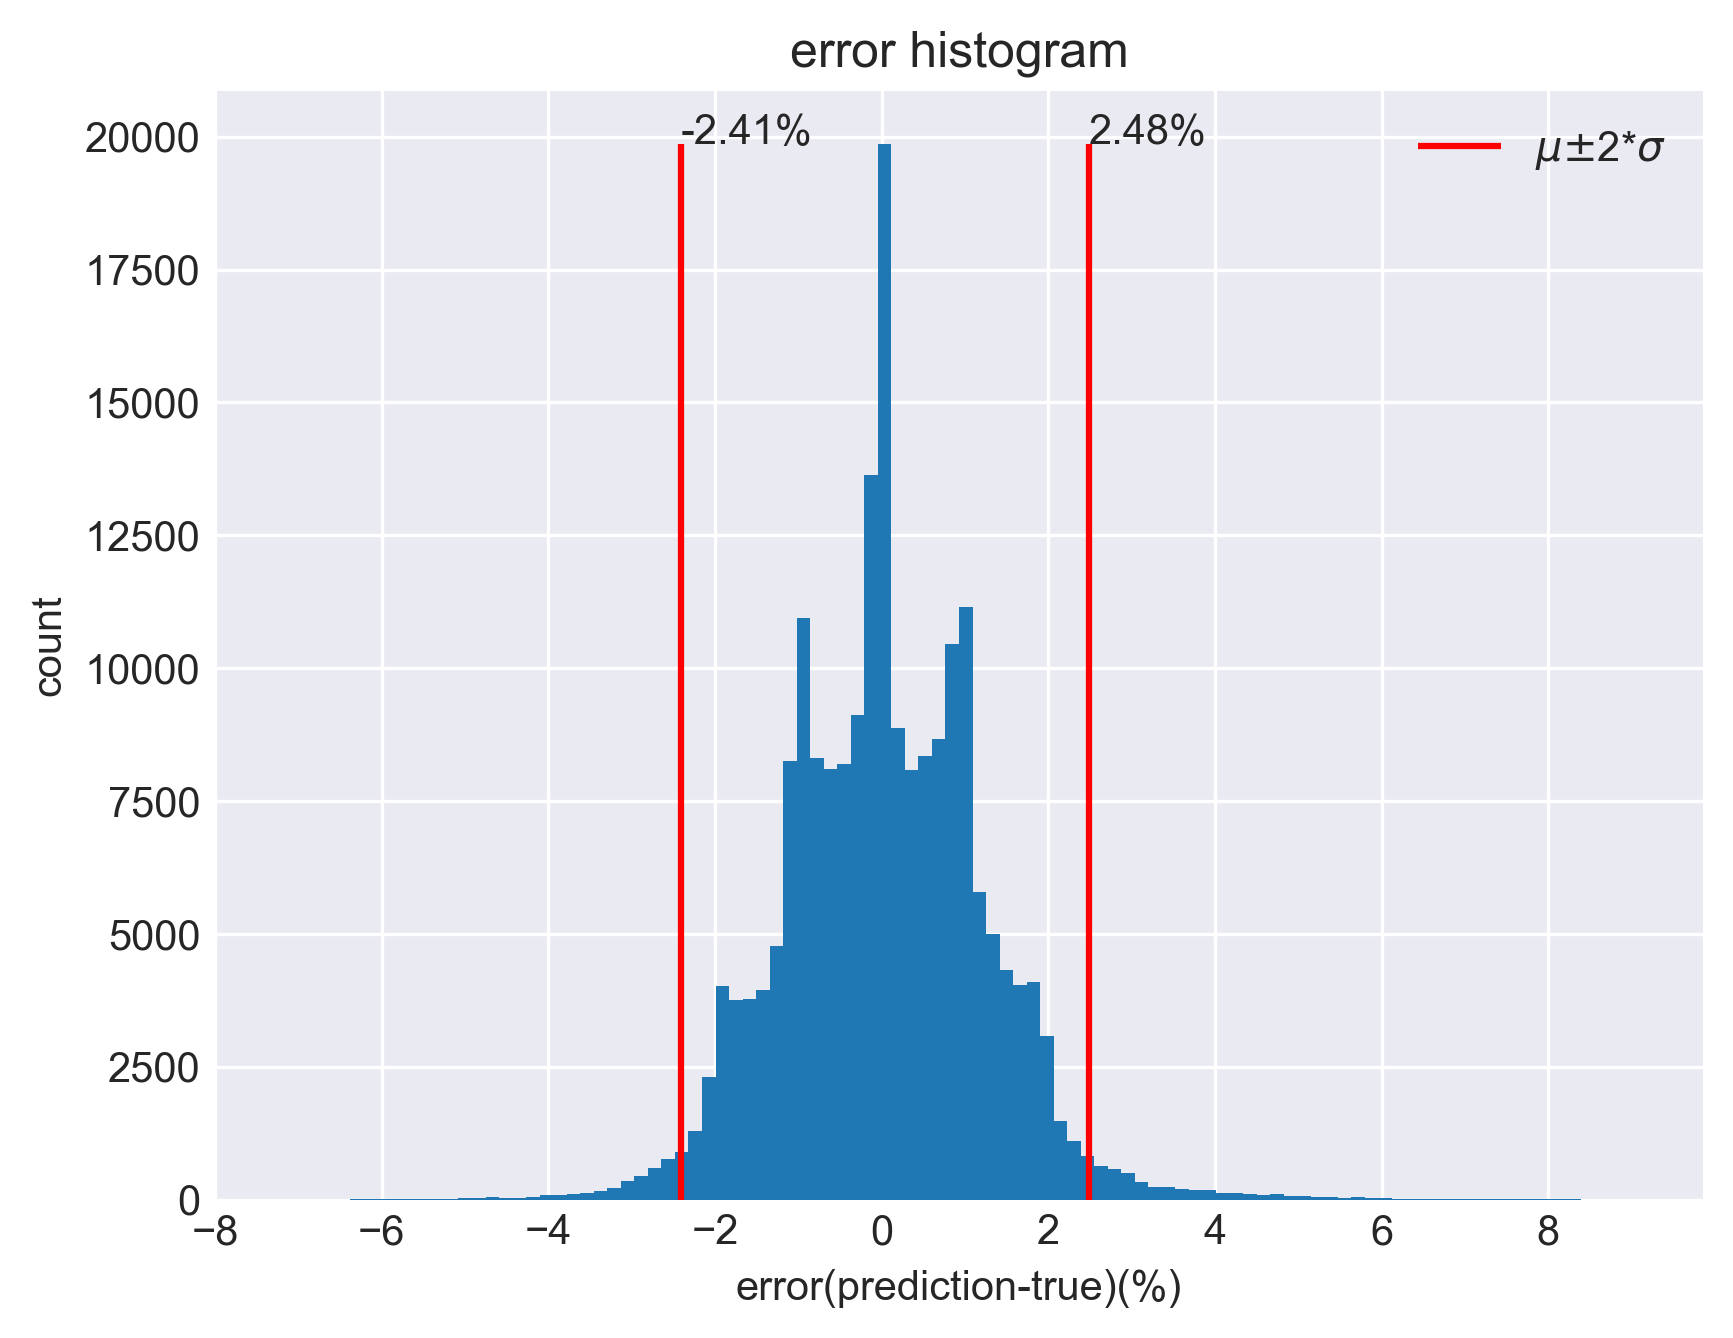 error histogram
-2.41%
2.48%
μ±2*σ
20000
17500
15000
12500
10000
7500
5000
2500
0
count
−8 −6 −4 −2 0 2 4 6 8
error(prediction-true)(%)